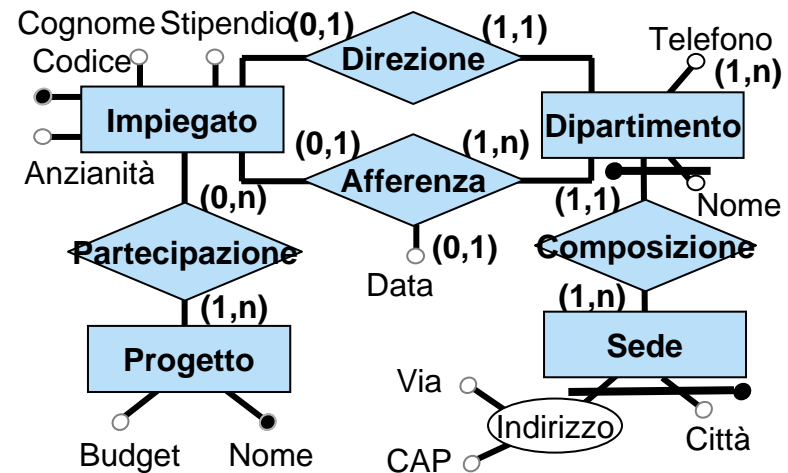 Cognome Stipendio (0,1) (1,1) Telefono
Codice Direzione (1,n)
Impiegato Dipartimento
Anzianità (0,1) Afferenza (1,n)
(0,n) (1,1) Nome
Partecipazione (0,1) Composizione
Data
(1,n) (1,n)
Progetto Sede
Via
Indirizzo Città
Budget Nome CAP